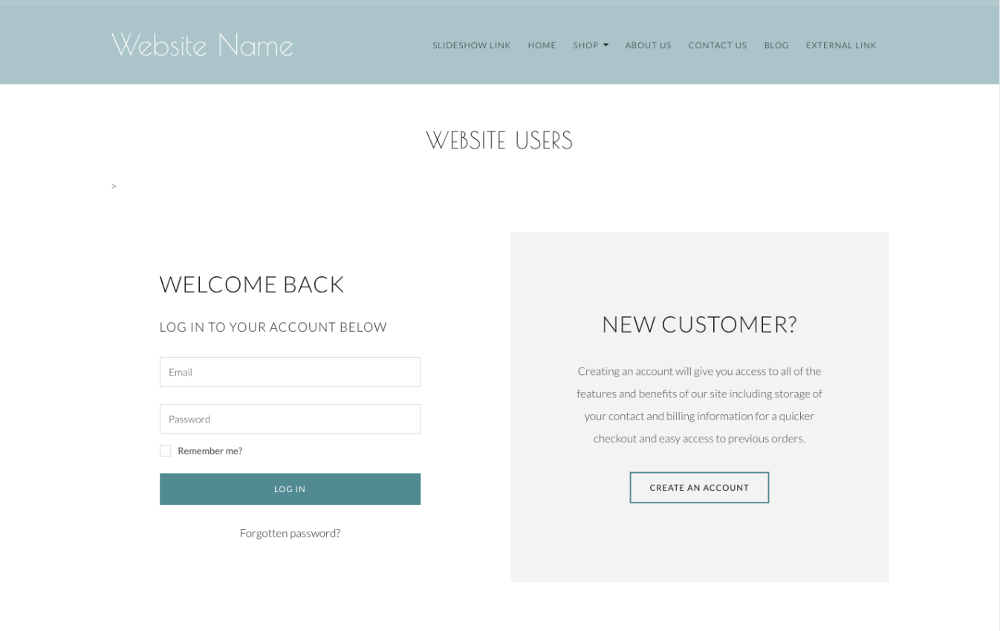 Website Name
SLIDESHOW LINK HOME SHOP ABOUT US CONTACT US BLOG EXTERNAL LINK
WEBSITE USERS
>
WELCOME BACK
LOG IN TO YOUR ACCOUNT BELOW
Email
Password
Remember me?
LOG IN
Forgotten password?
NEW CUSTOMER?
Creating an account will give you access to all of the
features and benefits of our site including storage of
your contact and billing information for a quicker
checkout and easy access to previous orders.
CREATE AN ACCOUNT